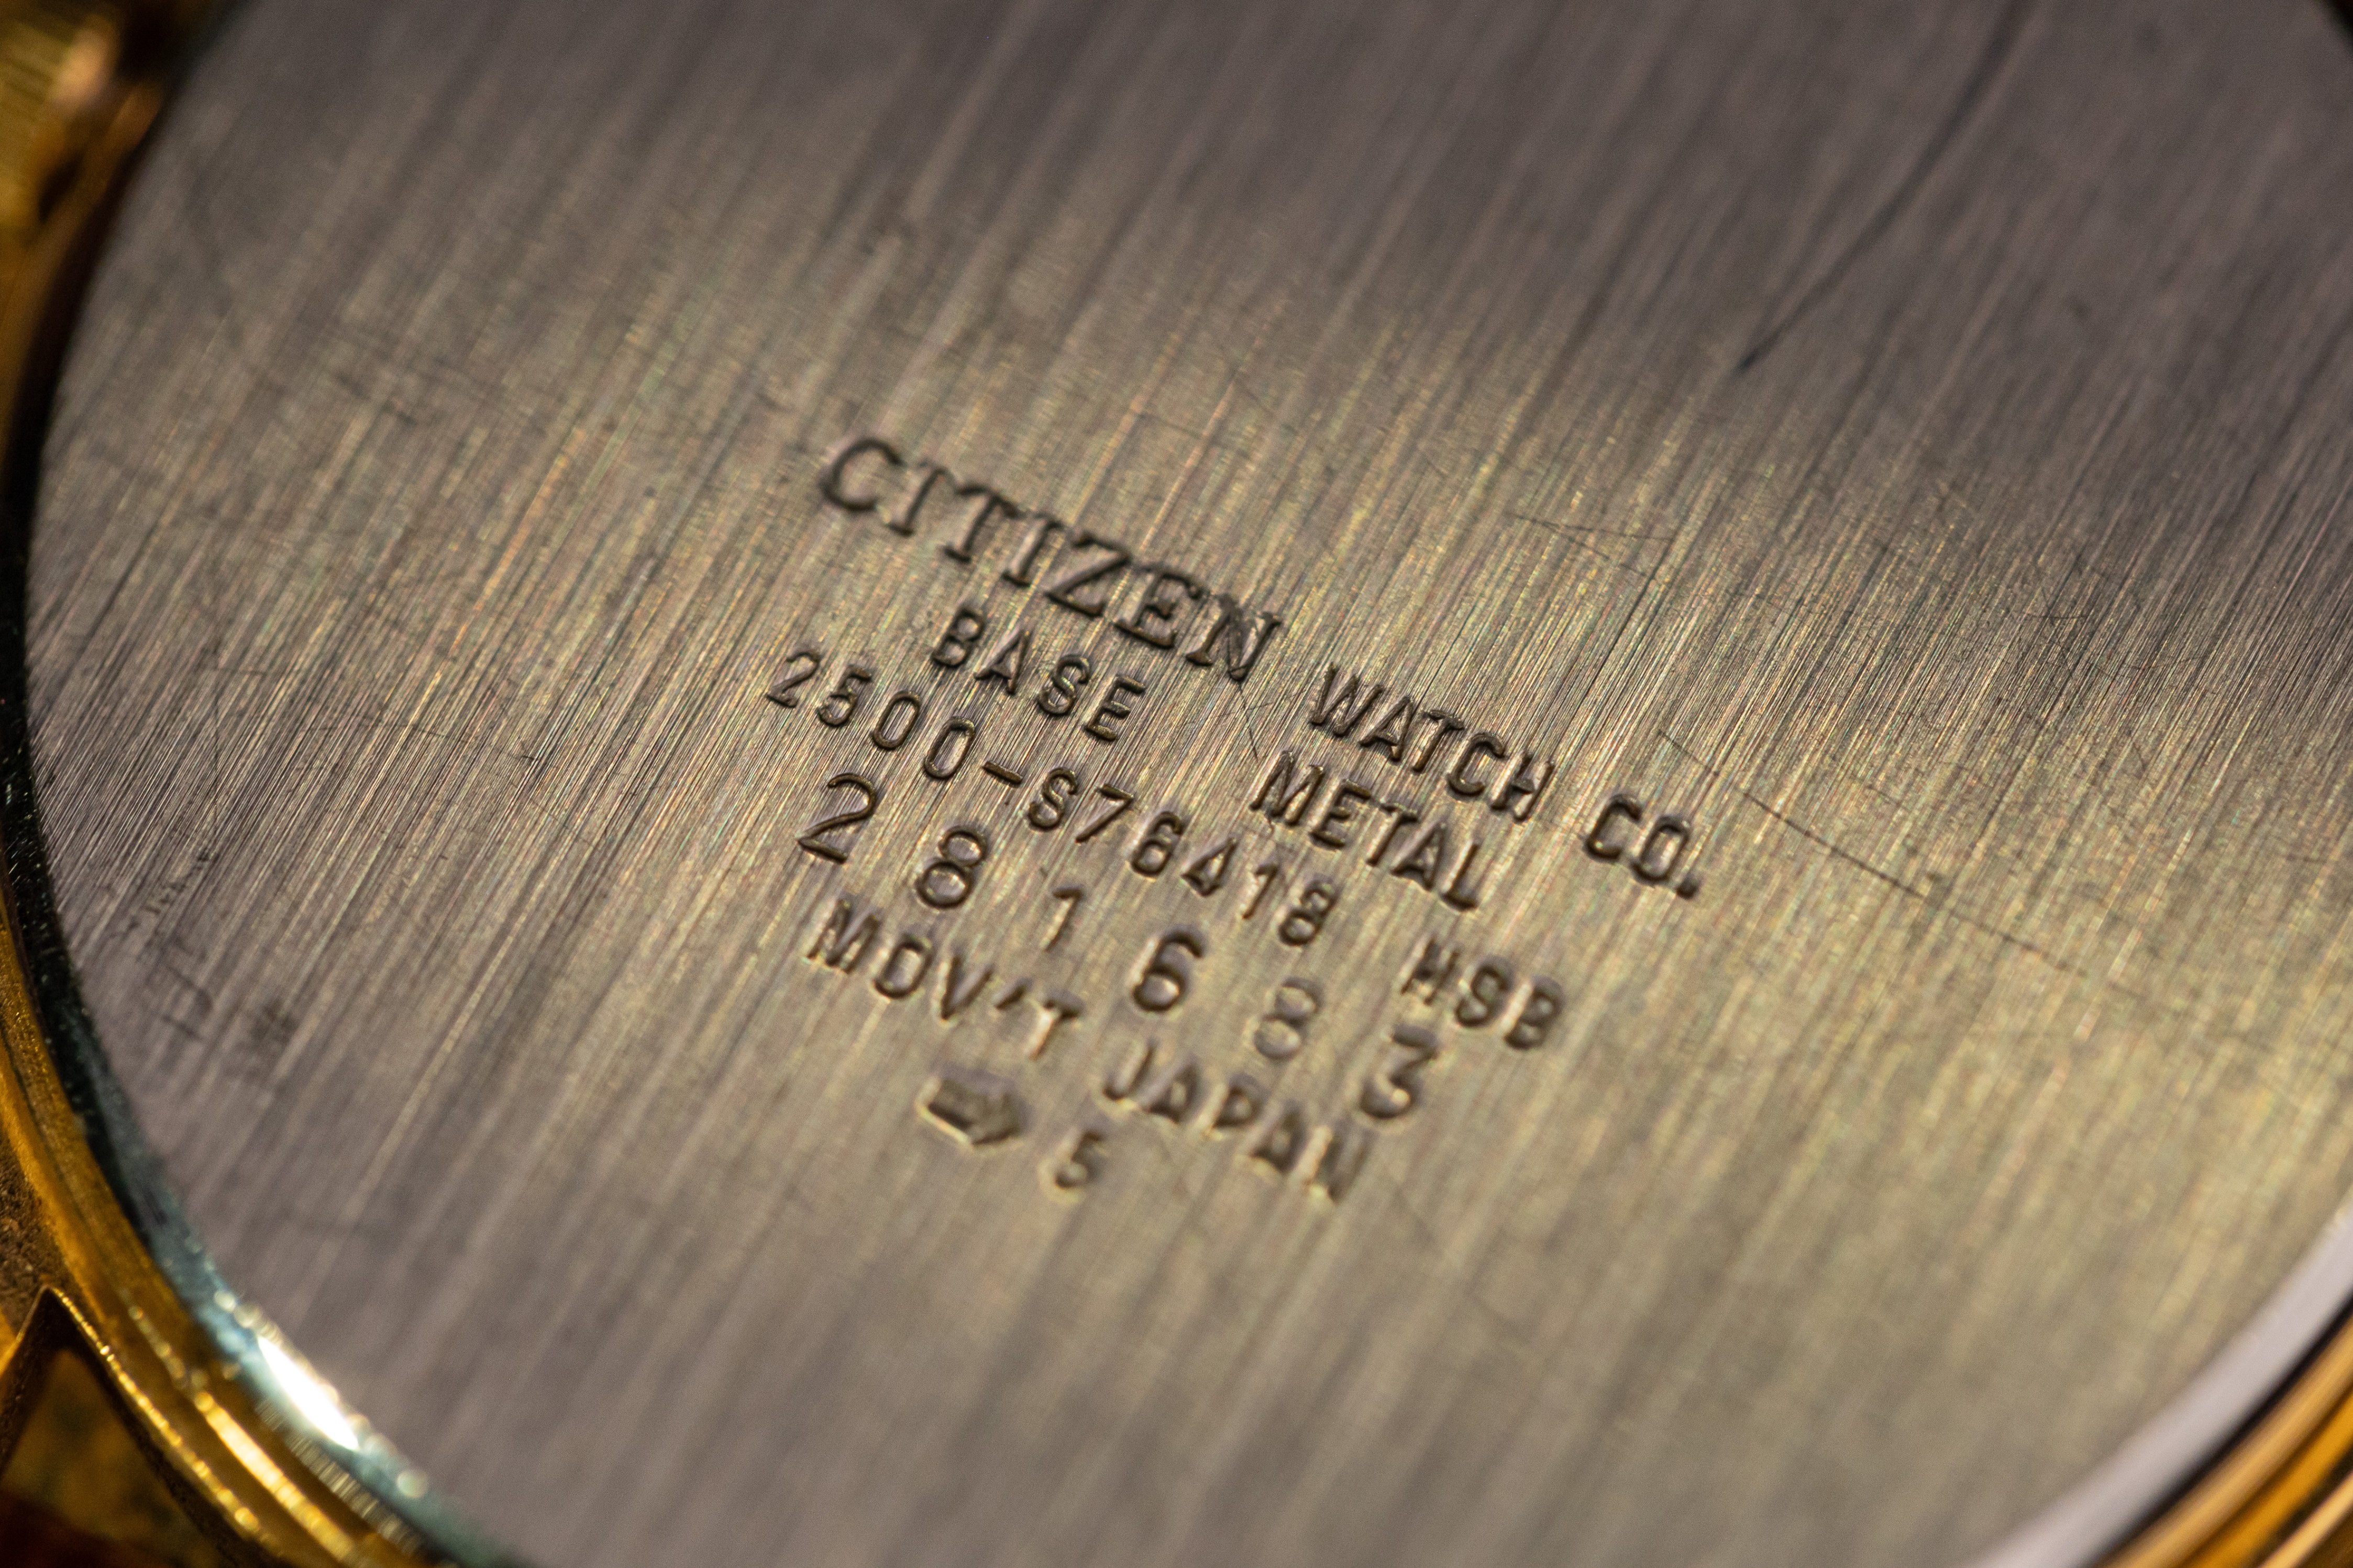 CITIZEN WATCH CO.
BASE METAL
2500-S76418 HSB
281683
MOV'T JAPAN
➡ 5